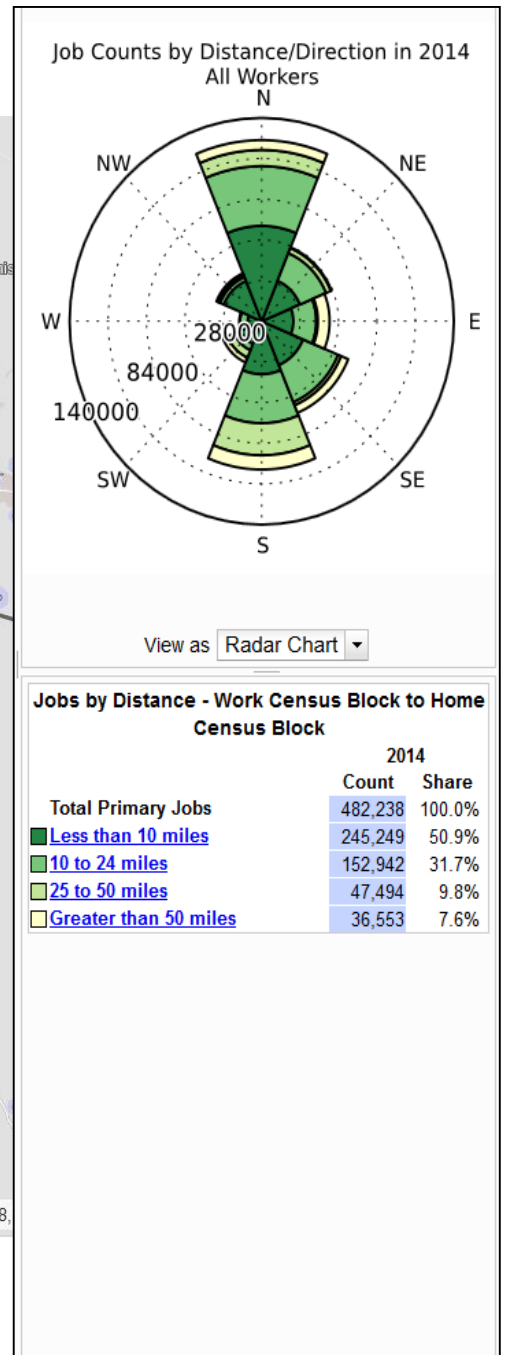 Job Counts by Distance/Direction in 2014
All Workers
N
NW
NE
W
E
28000
84000
140000
SW
SE
S
View as Radar Chart
Jobs by Distance - Work Census Block to Home
Census Block
2014
Count Share
Total Primary Jobs 482,238 100.0%
Less than 10 miles 245,249 50.9%
10 to 24 miles 152,942 31.7%
25 to 50 miles 47,494 9.8%
Greater than 50 miles 36,553 7.6%
8,